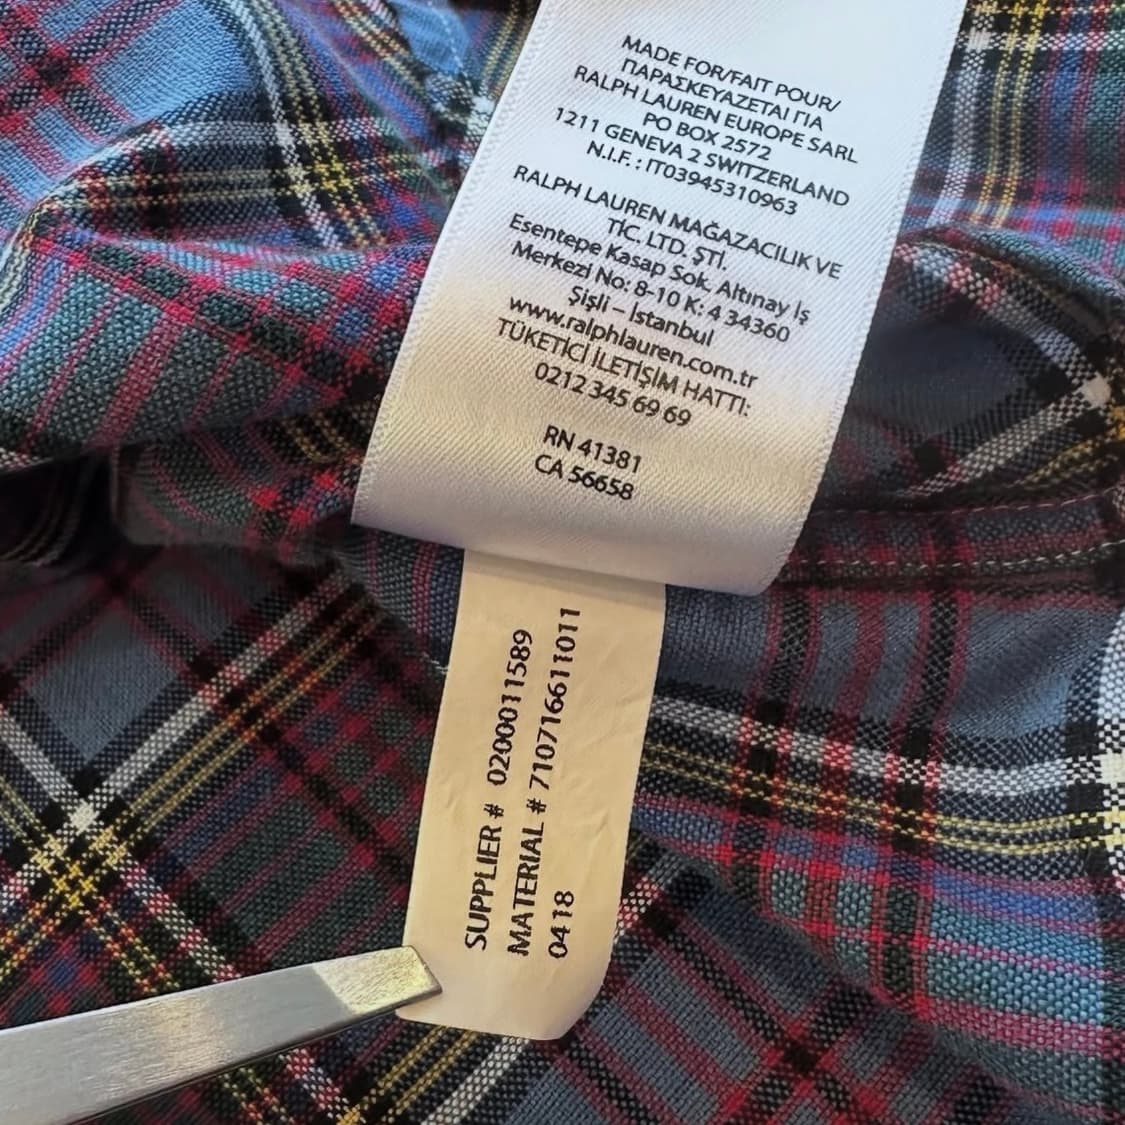 MADE FOR/FAIT POUR/
ΠΑΡΑΣΚΕΥΑΖΕΤΑΙ ΓΙΑ
RALPH LAUREN EUROPE SARL
PO BOX 2572
1211 GENEVA 2 SWITZERLAND
N.I.F. : IT03945310963
RALPH LAUREN MAĞAZACILIK VE
TİC. LTD. ŞTİ.
Esentepe Kasap Sok. Altınay İş
Merkezi No: 8-10 K: 4 34360
Şişli – İstanbul
www.ralphlauren.com.tr
TÜKETİCİ İLETİŞİM HATTI:
0212 345 69 69
RN 41381
CA 56658
SUPPLIER # 0200011589
MATERIAL # 710716611011
0418